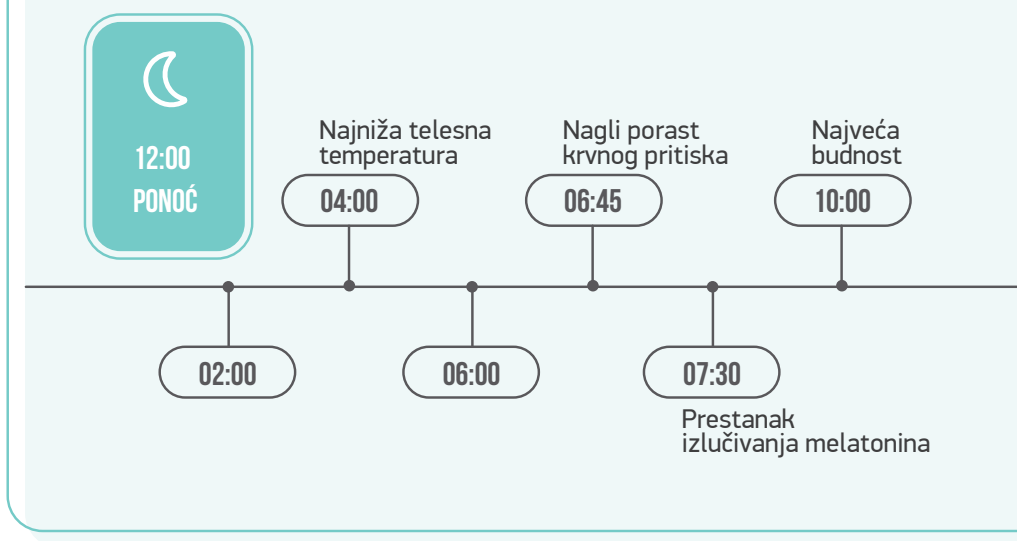 12:00
PONOĆ
Najniža telesna
temperatura
04:00
Nagli porast
krvnog pritiska
06:45
Najveća
budnost
10:00
02:00
06:00
07:30
Prestanak
izlučivanja melatonina